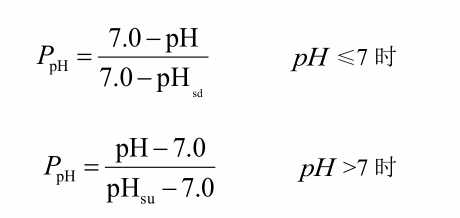 P_pH = (7.0 − pH) / (7.0 − pH_sd)    pH ≤7 时
P_pH = (pH − 7.0) / (pH_su − 7.0)    pH >7 时